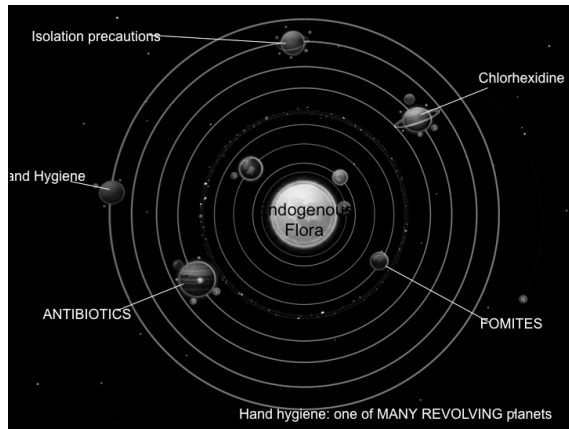 Isolation precautions
Chlorhexidine
and Hygiene
ndogenous
Flora
ANTIBIOTICS
FOMITES
Hand hygiene: one of MANY REVOLVING planets